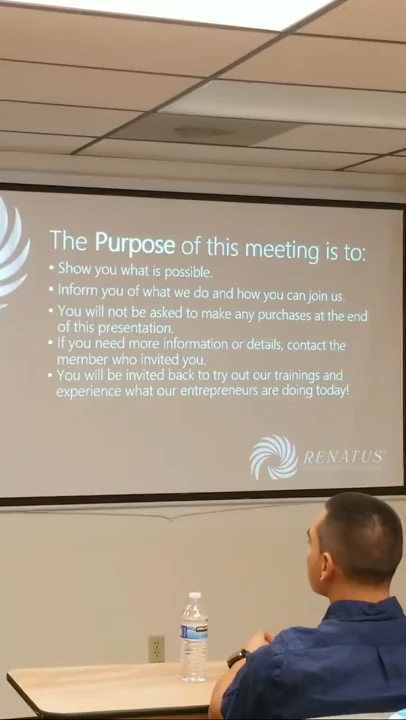 The Purpose of this meeting is to:
• Show you what is possible.
• Inform you of what we do and how you can join us.
• You will not be asked to make any purchases at the end
of this presentation.
• If you need more information or details, contact the
member who invited you.
• You will be invited back to try out our trainings and
experience what our entrepreneurs are doing today!
RENATUS